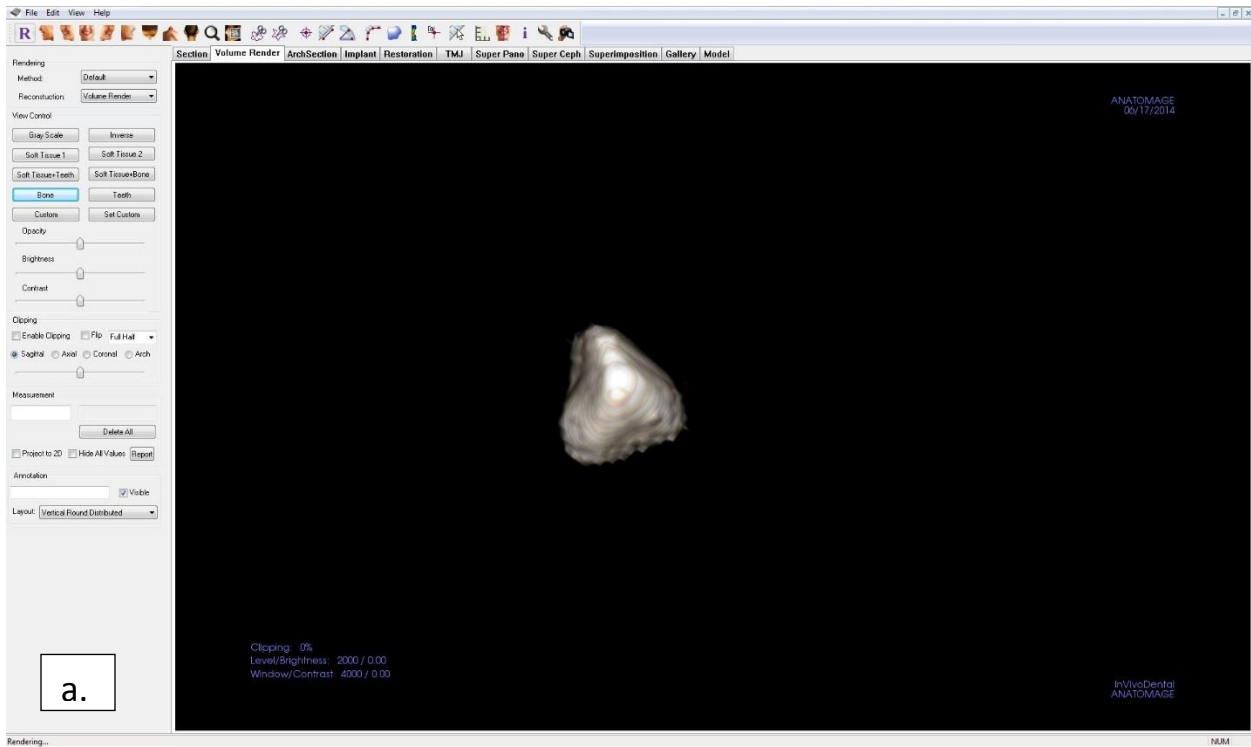 File Edit View Help
Section Volume Render ArchSection Implant Restoration TMJ Super Pano Super Ceph Superimposition Gallery Model
Rendering
Method: Default
Reconstuction: Volume Render
View Control
Gray Scale Inverse
Soft Tissue 1 Soft Tissue 2
Soft Tissue+Teeth Soft Tissue+Bone
Bone Teeth
Custom Set Custom
Opacity
Brightness
Contrast
Clipping
Enable Clipping Flip Full Half
Sagittal Axial Coronal Arch
Measurement
Delete All
Project to 2D Hide All Values Report
Annotation
Visible
Layout: Vertical Round Distributed
a.
Rendering...
ANATOMAGE
06/17/2014
Clipping: 0%
Level/Brightness: 2000 / 0.00
Window/Contrast: 4000 / 0.00
InVivoDental
ANATOMAGE
NUM